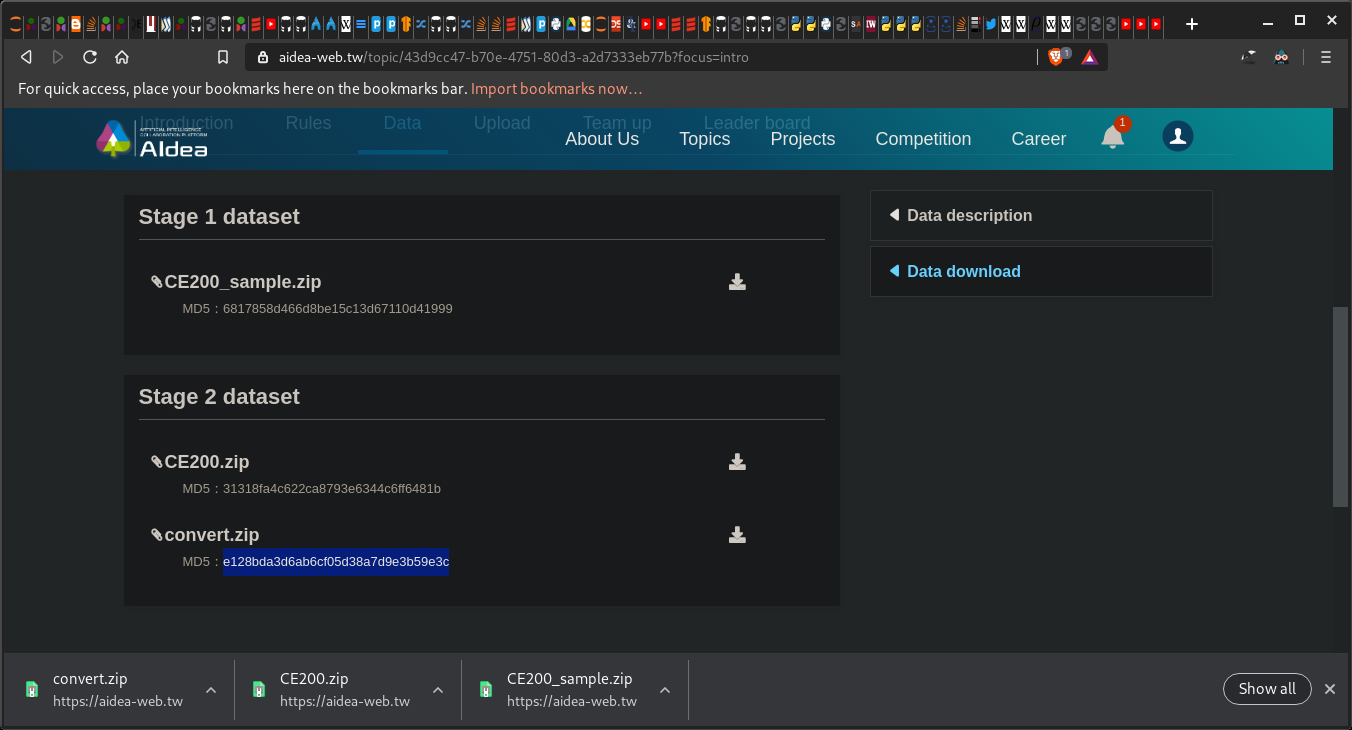 aidea-web.tw/topic/43d9cc47-b70e-4751-80d3-a2d7333eb77b?focus=intro
1
For quick access, place your bookmarks here on the bookmarks bar. Import bookmarks now…
Introduction Rules Data Upload Team up Leader board
ARTIFICIAL INTELLIGENCE
COLLABORATION PLATFORM
AIdea
About Us Topics Projects Competition Career 1
Stage 1 dataset
CE200_sample.zip
MD5：6817858d466d8be15c13d67110d41999
Stage 2 dataset
CE200.zip
MD5：31318fa4c622ca8793e6344c6ff6481b
convert.zip
MD5：e128bda3d6ab6cf05d38a7d9e3b59e3c
Data description
Data download
convert.zip
https://aidea-web.tw
CE200.zip
https://aidea-web.tw
CE200_sample.zip
https://aidea-web.tw
Show all